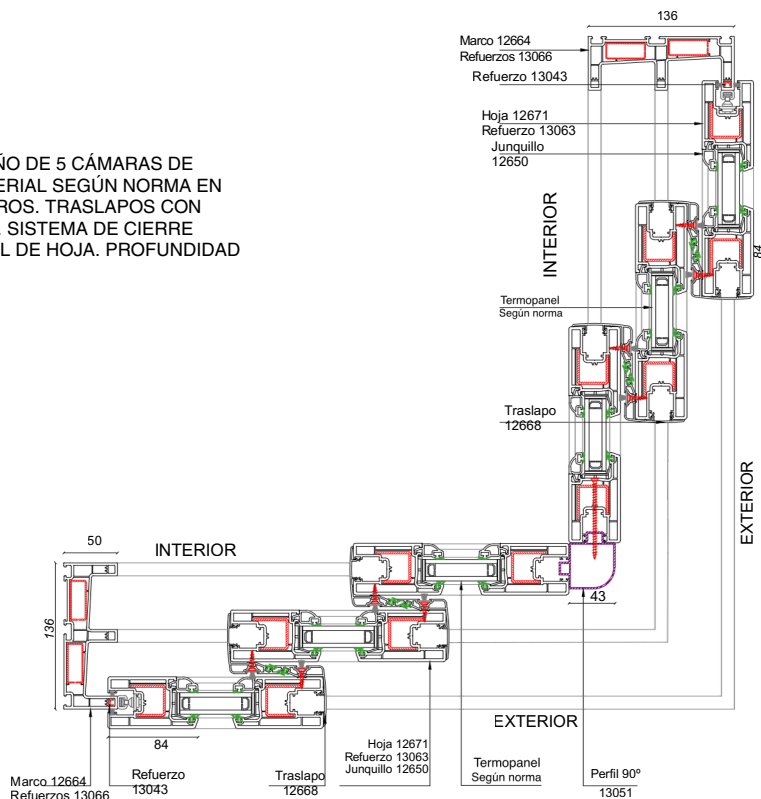 136
Marco 12664
Refuerzos 13066
Refuerzo 13043
Hoja 12671
Refuerzo 13063
Junquillo
12650
ÑO DE 5 CÁMARAS DE
ERIAL SEGÚN NORMA EN
ROS. TRASLAPOS CON
SISTEMA DE CIERRE
L DE HOJA. PROFUNDIDAD
INTERIOR
84
Termopanel
Según norma
Traslapo
12668
EXTERIOR
50
INTERIOR
136
43
84
EXTERIOR
Marco 12664
Refuerzos 13066
Refuerzo
13043
Traslapo
12668
Hoja 12671
Refuerzo 13063
Junquillo 12650
Termopanel
Según norma
Perfil 90º
13051